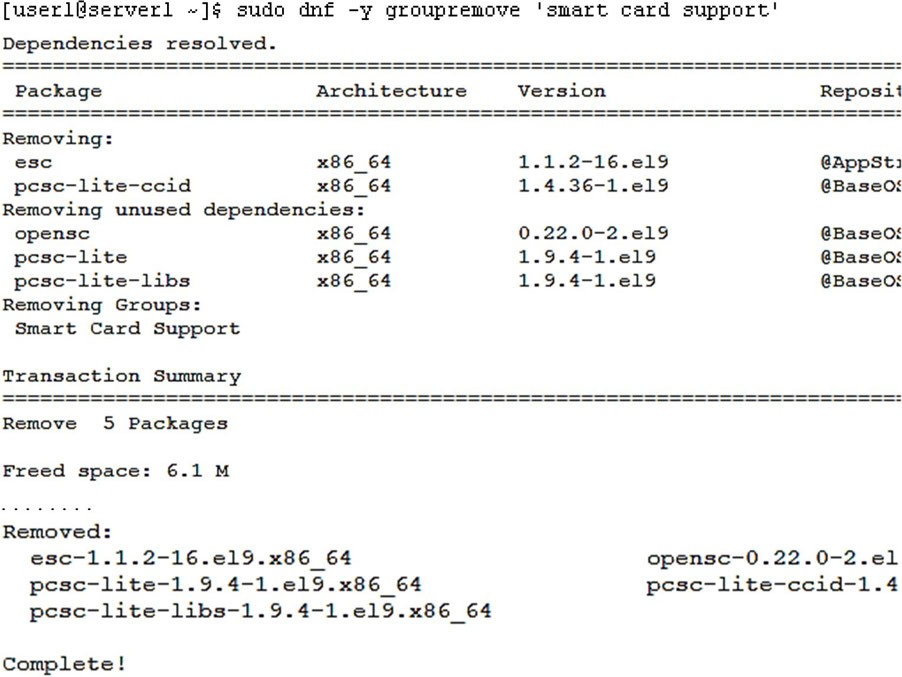 [user1@server1 ~]$ sudo dnf -y groupremove 'smart card support'
Dependencies resolved.
================================================================================
Package Architecture Version Reposit
================================================================================
Removing:
esc x86_64 1.1.2-16.el9 @AppSt
pcsc-lite-ccid x86_64 1.4.36-1.el9 @BaseOS
Removing unused dependencies:
opensc x86_64 0.22.0-2.el9 @BaseOS
pcsc-lite x86_64 1.9.4-1.el9 @BaseOS
pcsc-lite-libs x86_64 1.9.4-1.el9 @BaseOS
Removing Groups:
Smart Card Support

Transaction Summary
================================================================================
Remove 5 Packages

Freed space: 6.1 M
. . . . . . . .
Removed:
esc-1.1.2-16.el9.x86_64 opensc-0.22.0-2.el
pcsc-lite-1.9.4-1.el9.x86_64 pcsc-lite-ccid-1.4
pcsc-lite-libs-1.9.4-1.el9.x86_64

Complete!